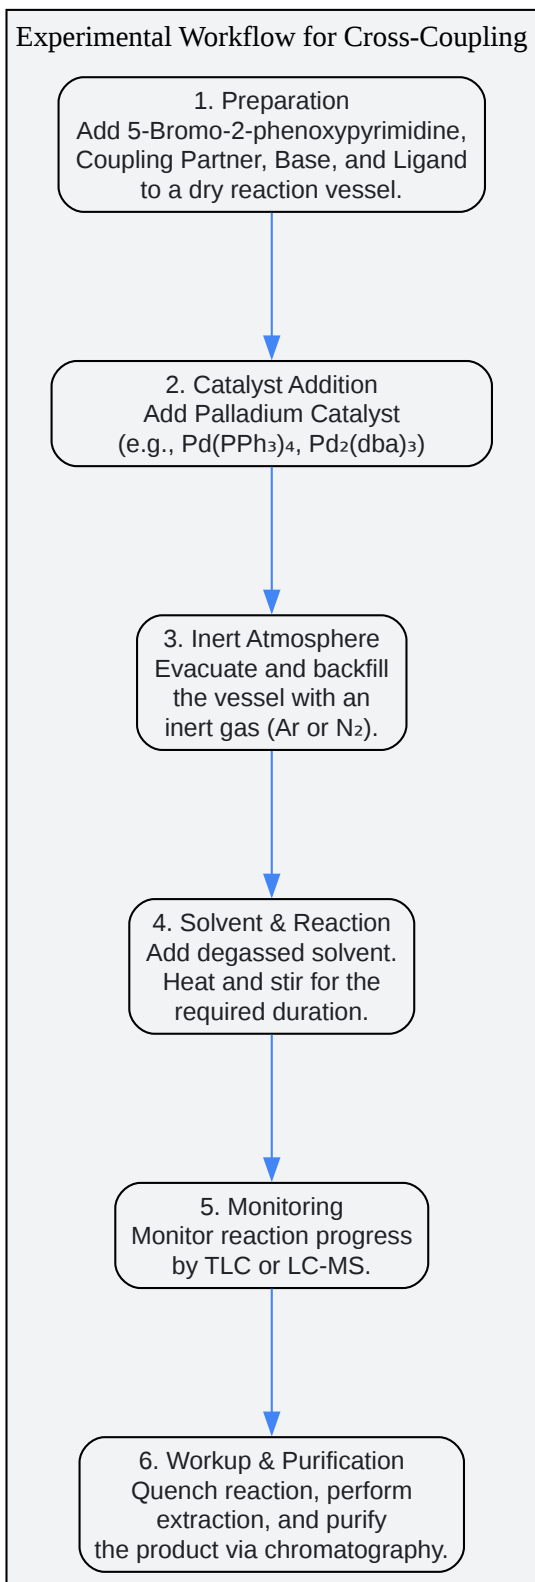 Experimental Workflow for Cross-Coupling
1. Preparation
Add 5-Bromo-2-phenoxypyrimidine,
Coupling Partner, Base, and Ligand
to a dry reaction vessel.
2. Catalyst Addition
Add Palladium Catalyst
(e.g., Pd(PPh₃)₄, Pd₂(dba)₃)
3. Inert Atmosphere
Evacuate and backfill
the vessel with an
inert gas (Ar or N₂).
4. Solvent & Reaction
Add degassed solvent.
Heat and stir for the
required duration.
5. Monitoring
Monitor reaction progress
by TLC or LC-MS.
6. Workup & Purification
Quench reaction, perform
extraction, and purify
the product via chromatography.